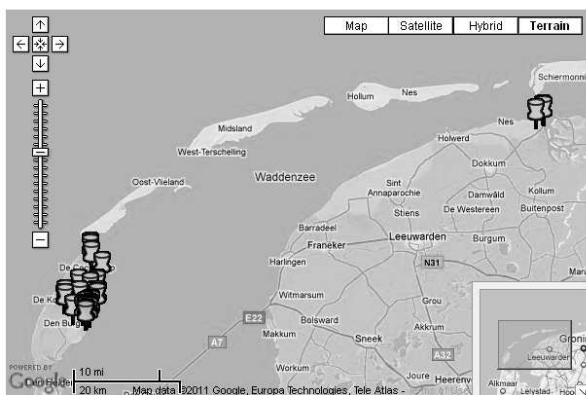 Map Satellite Hybrid Terrain
Schiermonni
Hollum Nes
Nes
Midsland
Holwerd
West-Terschelling
Dokkum
Waddenzee
Oost-Vlieland
Sint Annaparochie
Damwâld
Kollum
Stiens
De Westereen
Buitenpost
Barradeel
Leeuwarden
Burgum
Franeker
Harlingen
N31
Witmarsum
Grou
E22
Bolsward
Makkum
Akkrum
A7
Sneek
A32
Workum
Joure
Heerenv
Den Burg
Gronin
Leeuwarden
Alkmaar
Lelystad
Hoo
POWERED BY
Google
10 mi
20 km
Map data ©2011 Google, Europa Technologies, Tele Atlas -